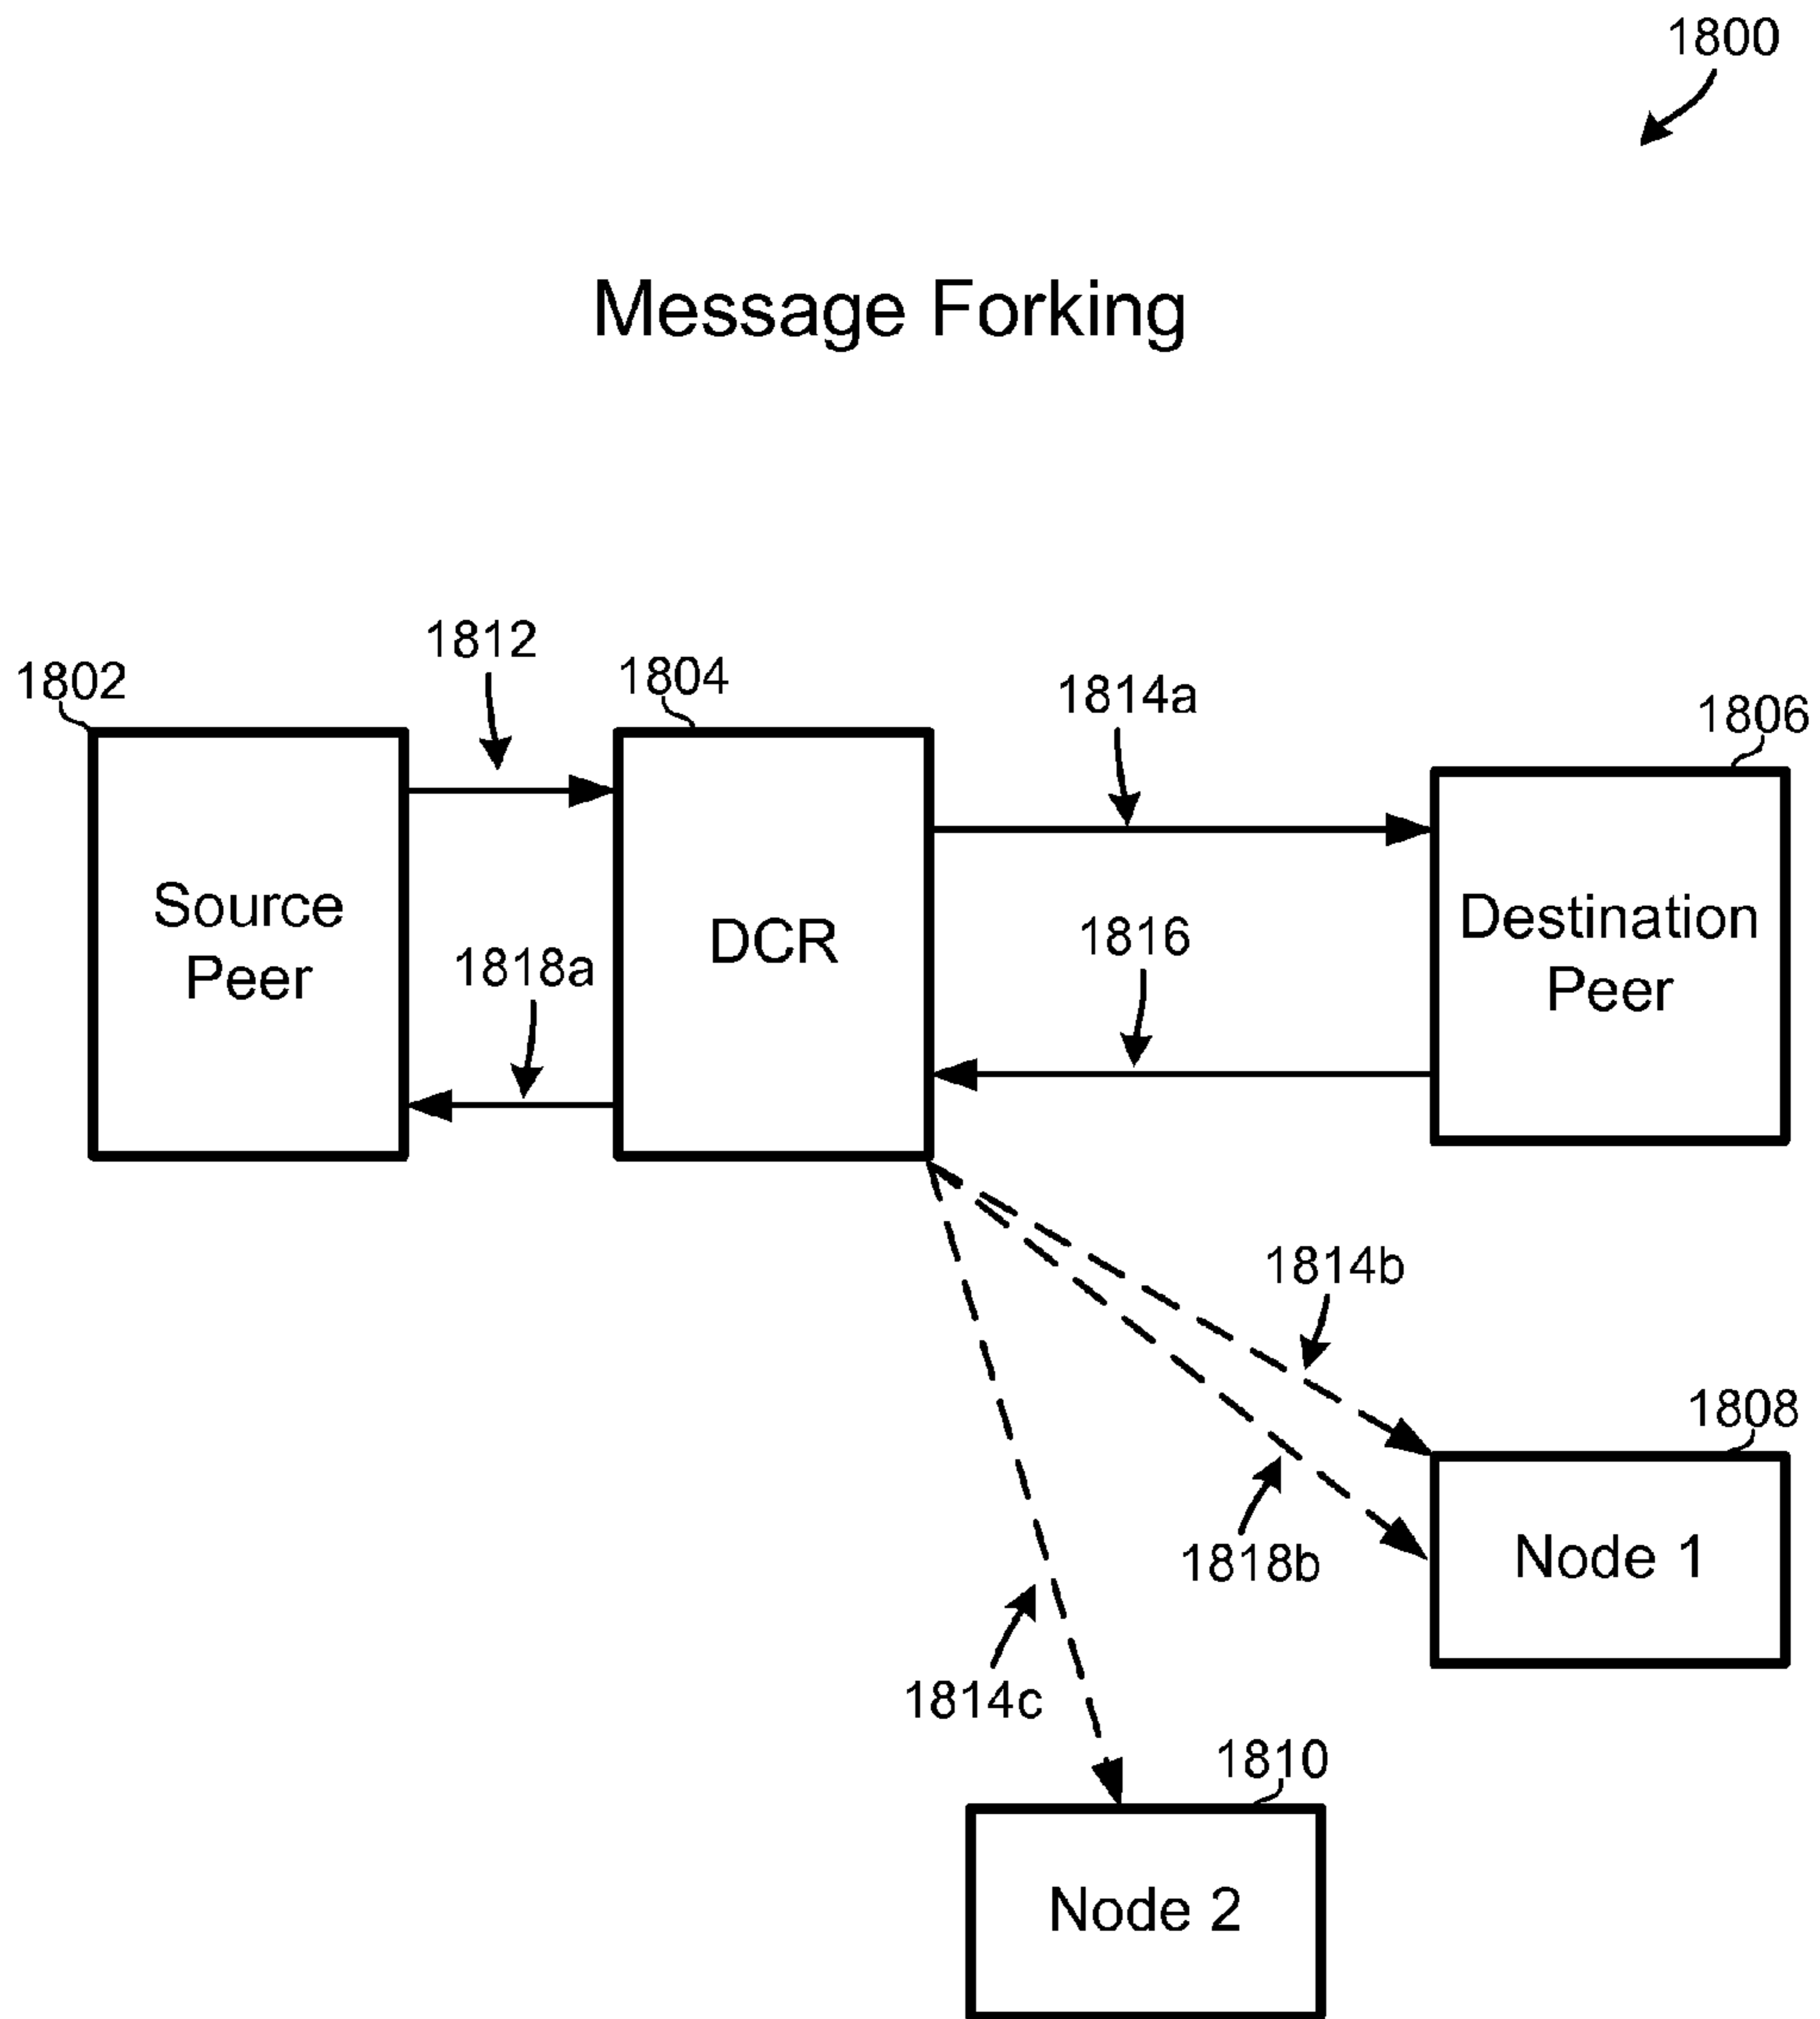 1800
Message Forking
1812
1802
1804
1814a
1806
Source
Peer
DCR
Destination
Peer
1818a
1816
1814b
1808
1818b
Node 1
1814c
1810
Node 2